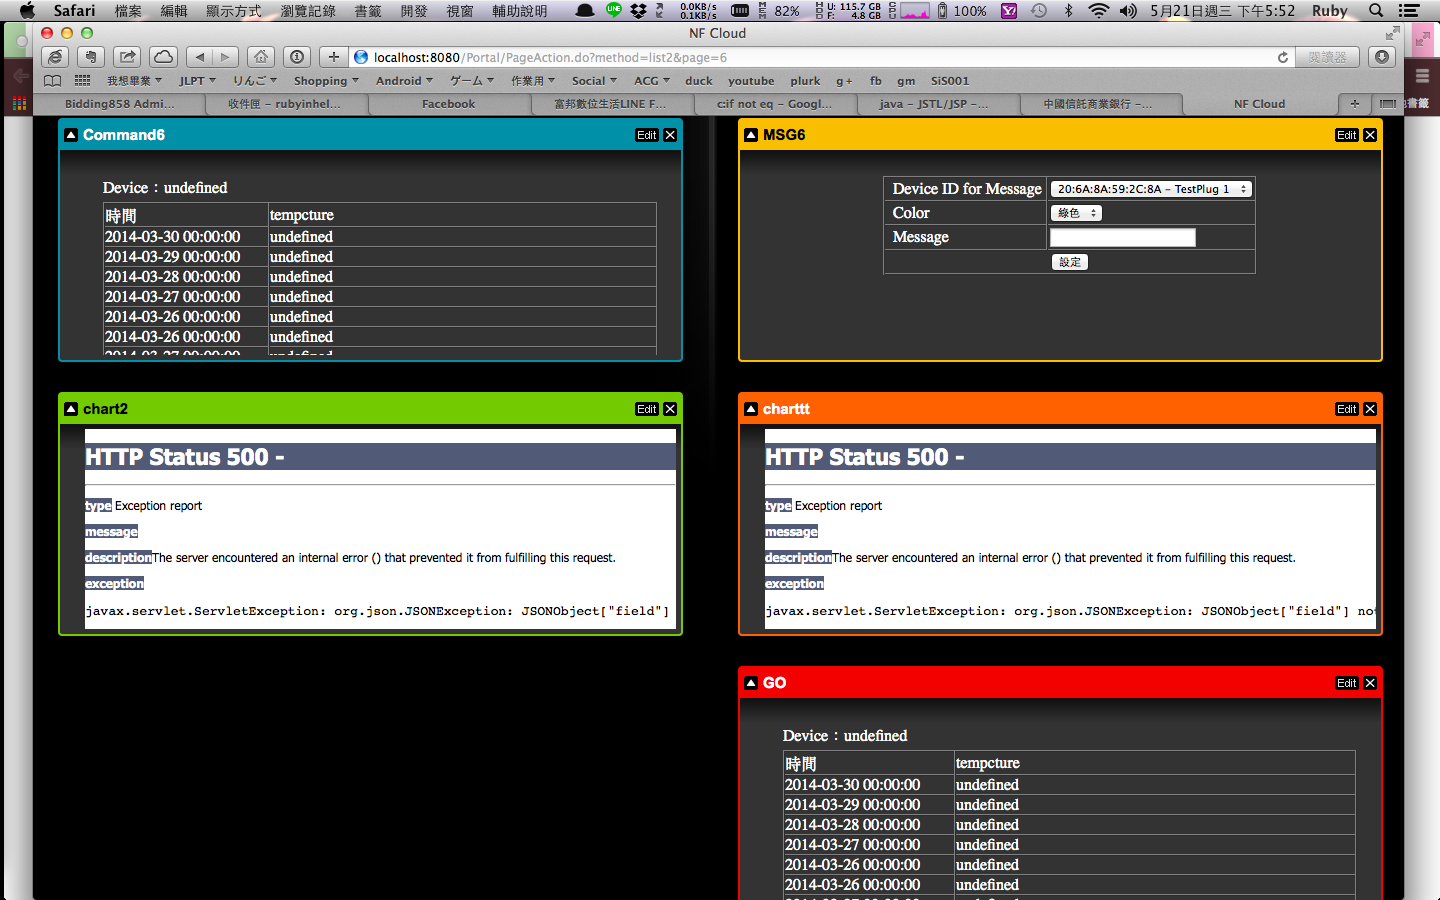 Safari 檔案 編輯 顯示方式 瀏覽記錄 書籤 開發 視窗 輔助說明 0.0KB/s 0.1KB/s 82% U: 115.7 GB F: 4.8 GB 100% 5月21日週三 下午5:52 Ruby
NF Cloud
localhost:8080/Portal/PageAction.do?method=list2&page=6 閱讀器
我想畢業 JLPT りんご Shopping Android ゲーム 作業用 Social ACG duck youtube plurk g+ fb gm SiS001
Bidding858 Admi... 收件匣 – rubyinhel... Facebook 富邦數位生活LINE F... cif not eq – Googl... java – JSTL/JSP –... 中國信託商業銀行 –... NF Cloud 書籤
Command6 Edit
Device：undefined
時間 tempcture
2014-03-30 00:00:00 undefined
2014-03-29 00:00:00 undefined
2014-03-28 00:00:00 undefined
2014-03-27 00:00:00 undefined
2014-03-26 00:00:00 undefined
2014-03-26 00:00:00 undefined
2014-03-27 00:00:00 undefined
MSG6 Edit
Device ID for Message 20:6A:8A:59:2C:8A – TestPlug 1
Color 綠色
Message
設定
chart2 Edit
HTTP Status 500 -
type Exception report
message
description The server encountered an internal error () that prevented it from fulfilling this request.
exception
javax.servlet.ServletException: org.json.JSONException: JSONObject["field"]
charttt Edit
HTTP Status 500 -
type Exception report
message
description The server encountered an internal error () that prevented it from fulfilling this request.
exception
javax.servlet.ServletException: org.json.JSONException: JSONObject["field"] not
GO Edit
Device：undefined
時間 tempcture
2014-03-30 00:00:00 undefined
2014-03-29 00:00:00 undefined
2014-03-28 00:00:00 undefined
2014-03-27 00:00:00 undefined
2014-03-26 00:00:00 undefined
2014-03-26 00:00:00 undefined